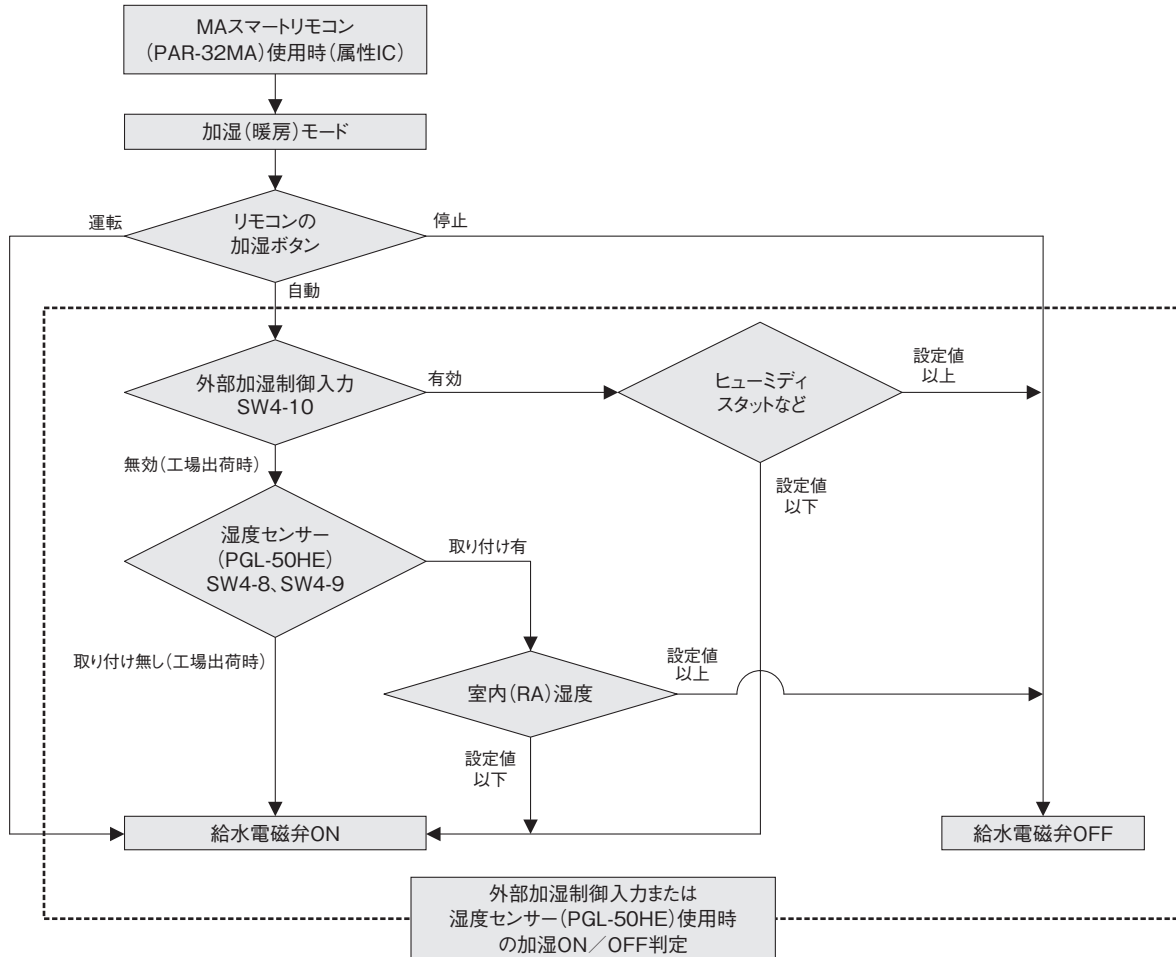 MAスマートリモコン
(PAR-32MA)使用時(属性IC)
加湿(暖房)モード
運転
リモコンの
加湿ボタン
停止
自動
外部加湿制御入力
SW4-10
有効
ヒューミディ
スタットなど
設定値
以上
無効(工場出荷時)
設定値
以下
湿度センサー
(PGL-50HE)
SW4-8、SW4-9
取り付け有
取り付け無し(工場出荷時)
室内(RA)湿度
設定値
以上
設定値
以下
給水電磁弁ON
給水電磁弁OFF
外部加湿制御入力または
湿度センサー(PGL-50HE)使用時
の加湿ON/OFF判定